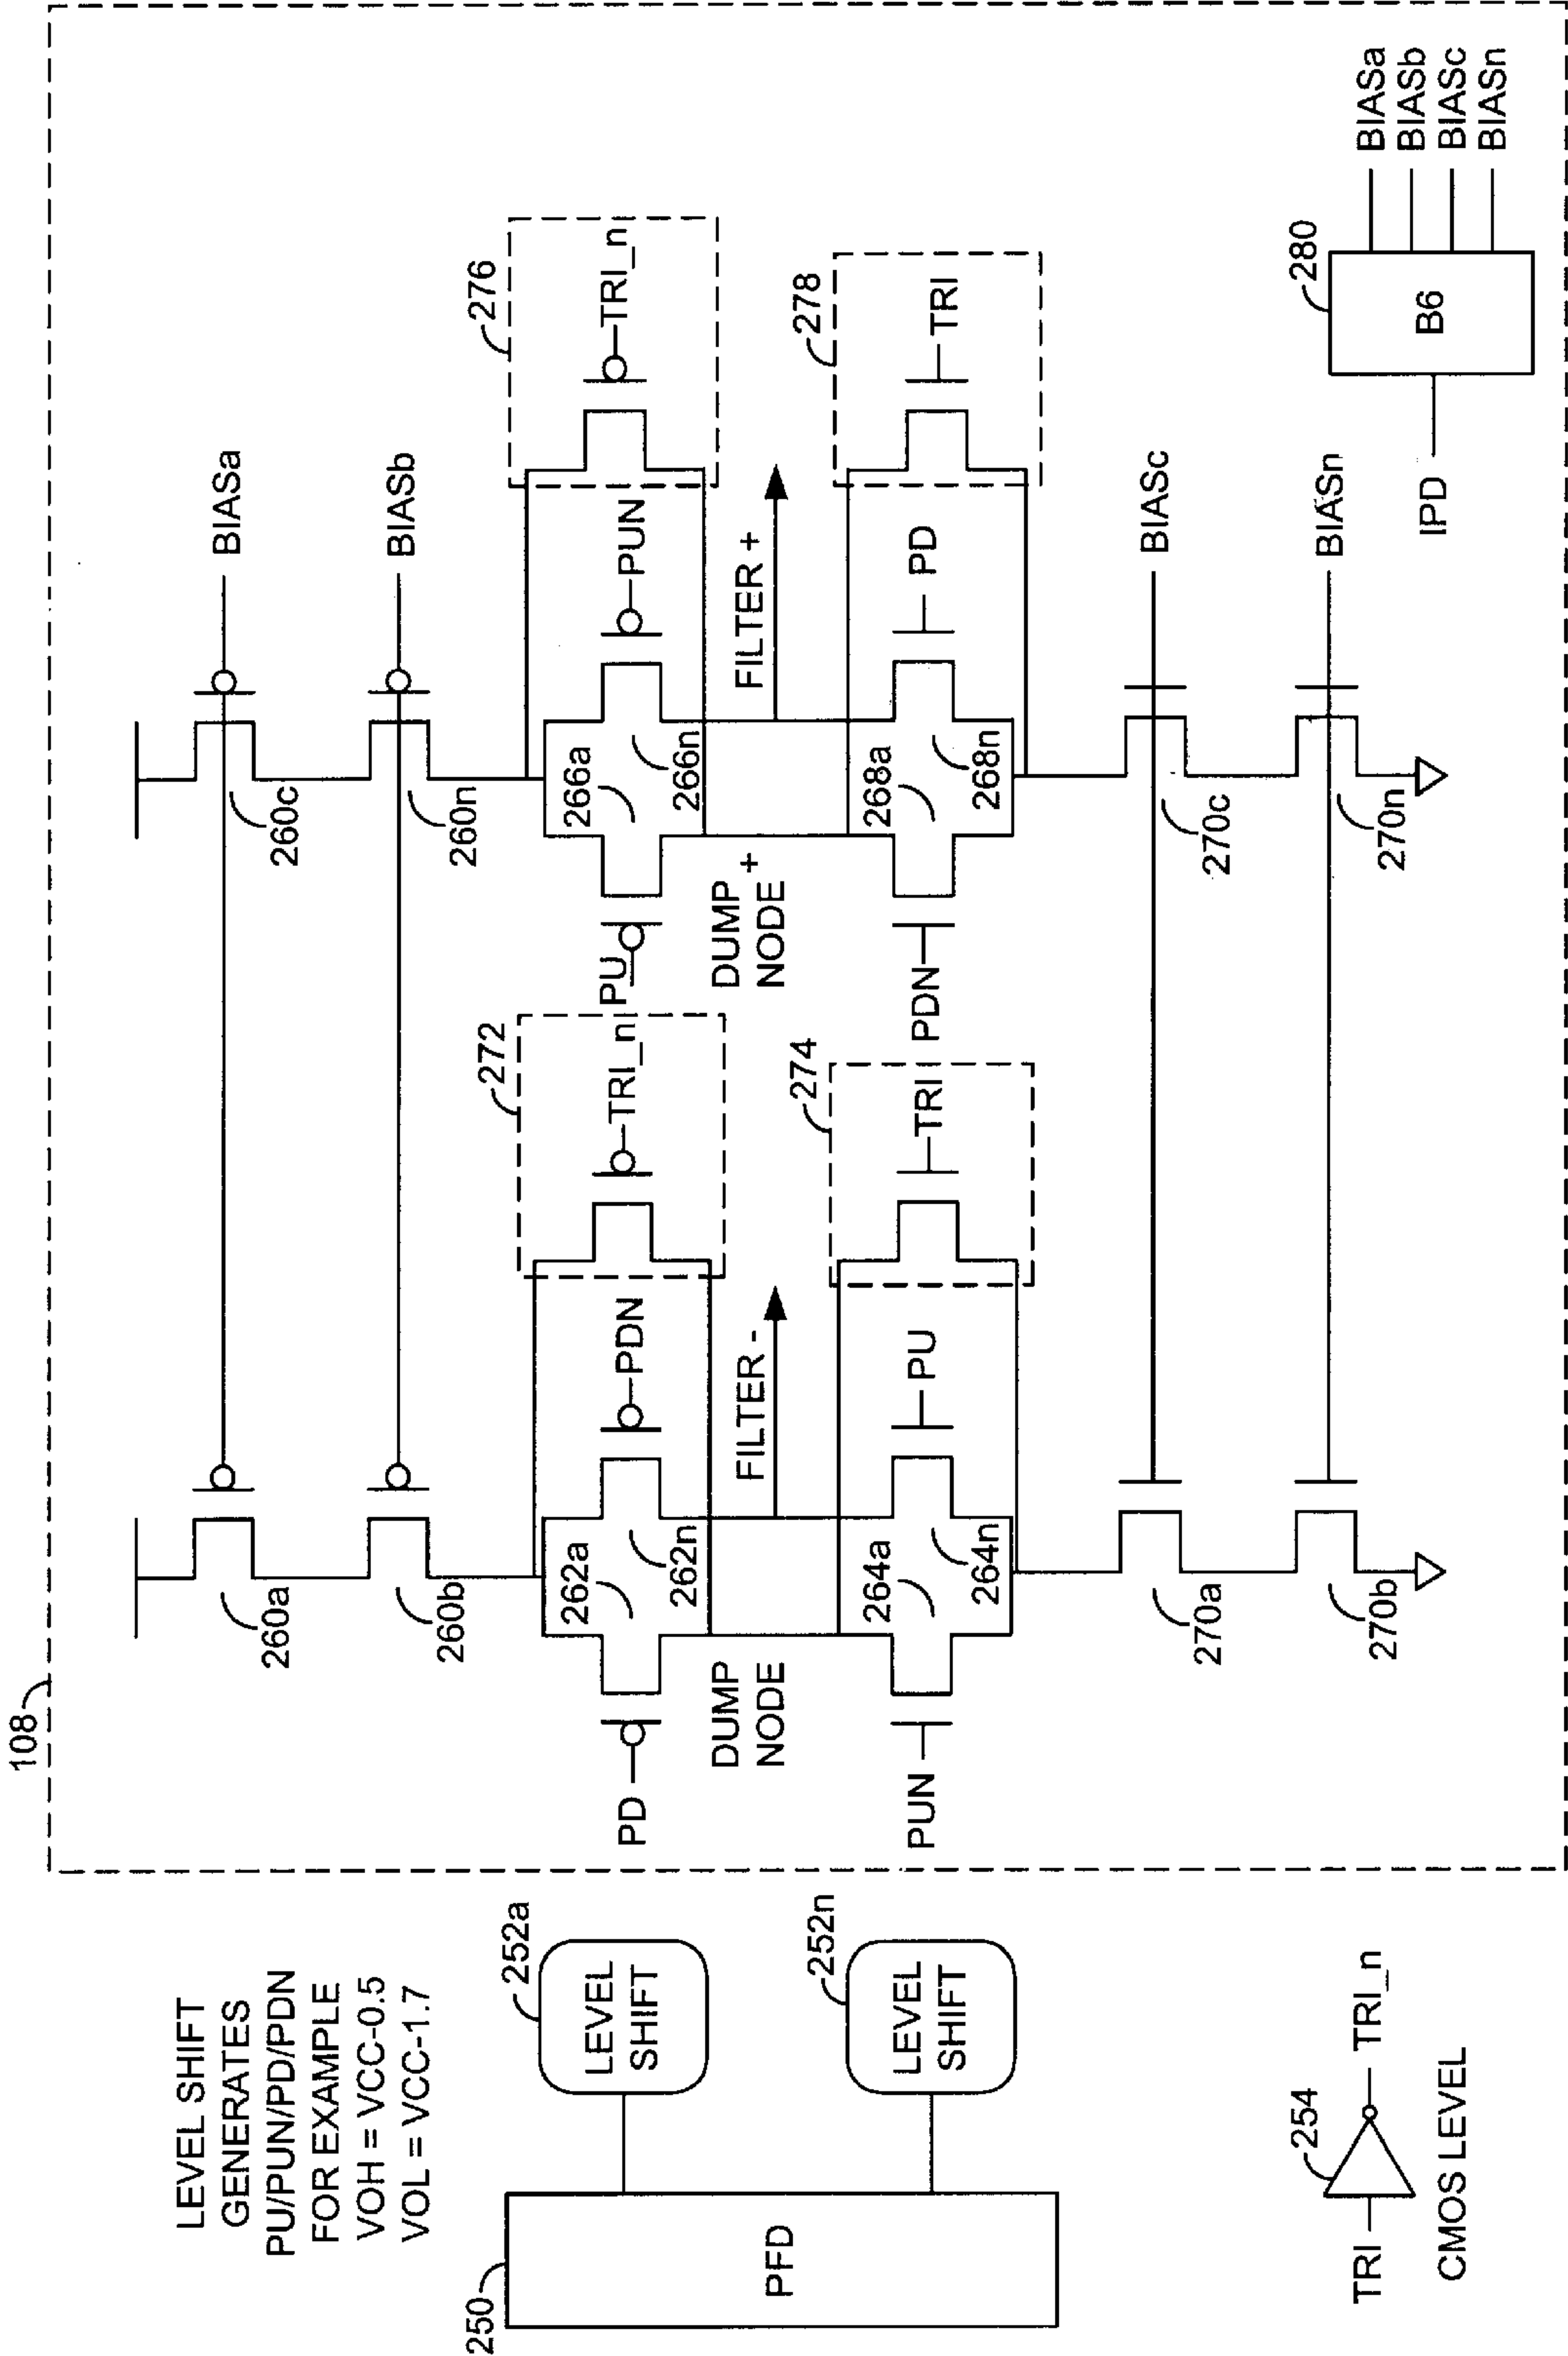 108
LEVEL SHIFT
GENERATES
PU/PUN/PD/PDN
FOR EXAMPLE
VOH = VCC-0.5
VOL = VCC-1.7
250
PFD
252a
LEVEL
SHIFT
252n
LEVEL
SHIFT
254
TRI
TRI_n
CMOS LEVEL
260a
260c
BIASa
260b
260n
BIASb
PD
262a
262n
PDN
272
TRI_n
PU
266a
266n
PUN
276
TRI_n
DUMP
NODE
FILTER -
DUMP
NODE
+
FILTER +
PUN
264a
264n
PU
274
TRI
PDN
268a
268n
PD
278
TRI
270a
270c
BIASc
270b
270n
BIASn
IPD
280
B6
BIASa
BIASb
BIASc
BIASn